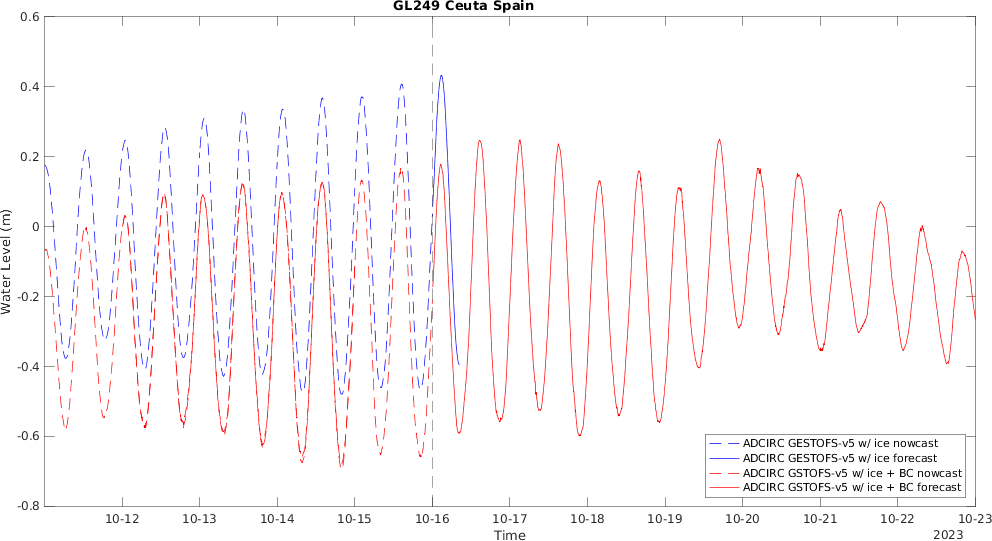 GL249 Ceuta Spain
0.6
0.4
0.2
0
-0.2
-0.4
-0.6
-0.8
Water Level (m)
ADCIRC GESTOFS-v5 w/ ice nowcast
ADCIRC GESTOFS-v5 w/ ice forecast
ADCIRC GSTOFS-v5 w/ ice + BC nowcast
ADCIRC GSTOFS-v5 w/ ice + BC forecast
10-12 10-13 10-14 10-15 10-16 10-17 10-18 10-19 10-20 10-21 10-22 10-23
Time
2023